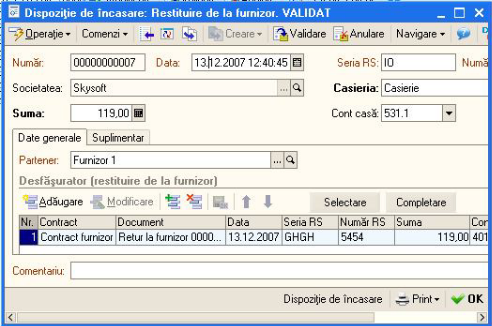 Dispoziţie de încasare: Restituire de la furnizor. VALIDAT
Operaţie Comenzi Creare Validare Anulare Navigare
Număr: 00000000007 Data: 13.12.2007 12:40:45 Seria RS: IO Numă
Societatea: Skysoft ... Casieria: Casierie
Suma: 119,00 Cont casă: 531.1
Date generale Suplimentar
Partener: Furnizor 1 ...
Desfăşurator (restituire de la furnizor)
Adăugare Modificare Selectare Completare
Nr. Contract Document Data Seria RS Număr RS Suma Con
1 Contract furnizor Retur la furnizor 0000... 13.12.2007 GHGH 5454 119,00 401
Comentariu:
Dispoziţie de încasare Print OK